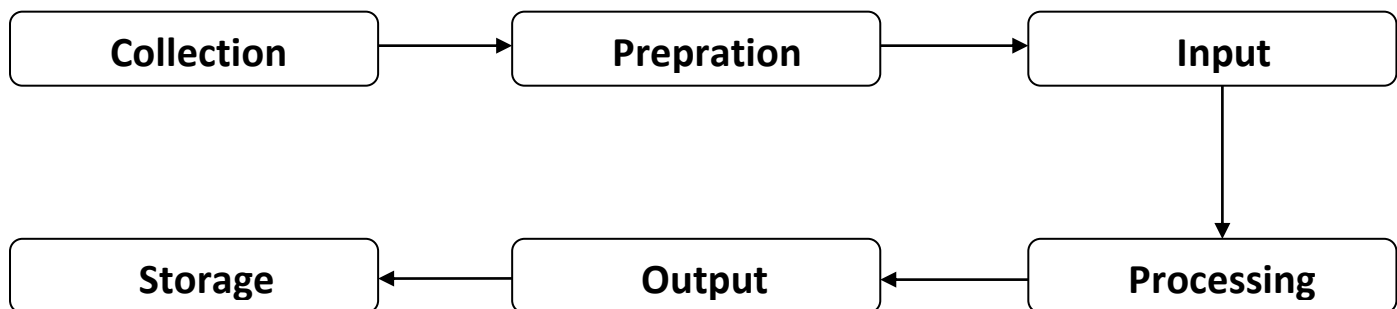 Collection
Prepration
Input
Processing
Output
Storage